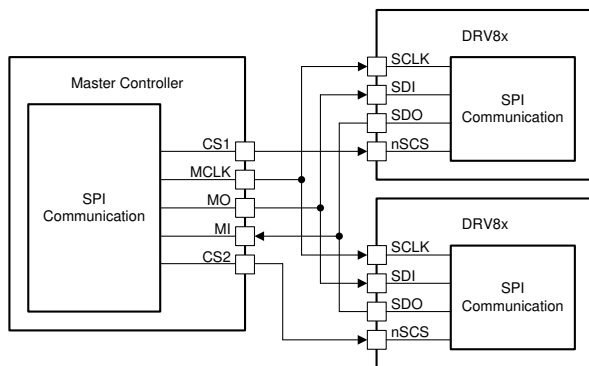 DRV8x
SCLK
SDI
SDO
nSCS
SPI
Communication
Master Controller
CS1
MCLK
MO
MI
CS2
SPI
Communication
DRV8x
SCLK
SDI
SDO
nSCS
SPI
Communication